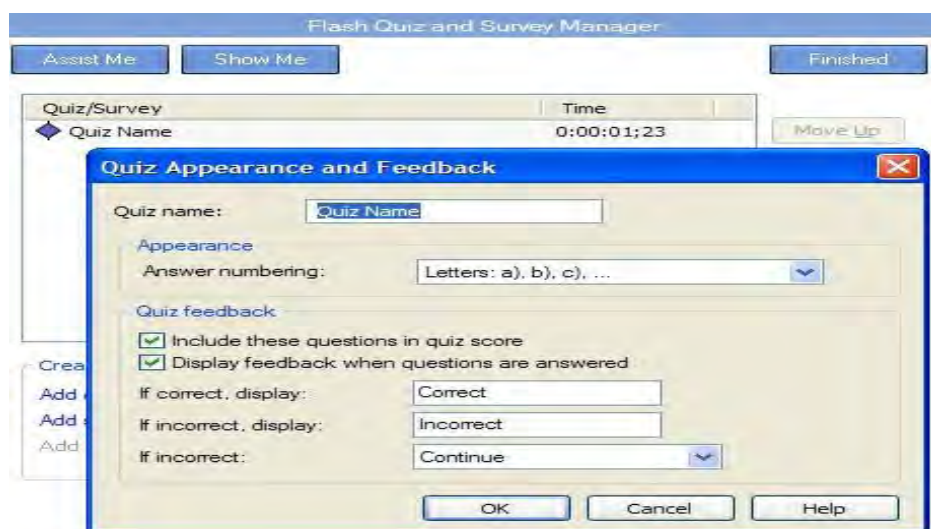 Flash Quiz and Survey Manager
Assist Me Show Me Finished
Quiz/Survey Time
Quiz Name 0:00:01;23 Move Up
Quiz Appearance and Feedback
Quiz name: Quiz Name
Appearance
Answer numbering: Letters: a), b), c), ...
Quiz feedback
Include these questions in quiz score
Display feedback when questions are answered
If correct, display: Correct
If incorrect, display: Incorrect
If incorrect: Continue
Crea
Add
Add
Add
OK Cancel Help